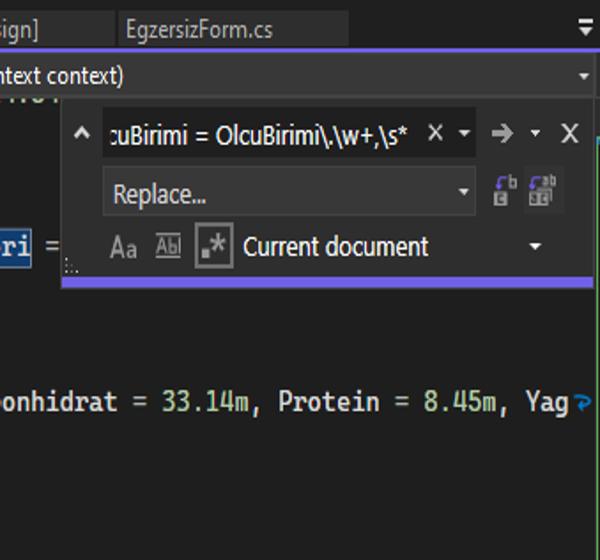 sign] EgzersizForm.cs
ntext context)
cuBirimi = OlcuBirimi\.\w+,\s*
Replace...
ri =
Aa Abl .* Current document
onhidrat = 33.14m, Protein = 8.45m, Yag